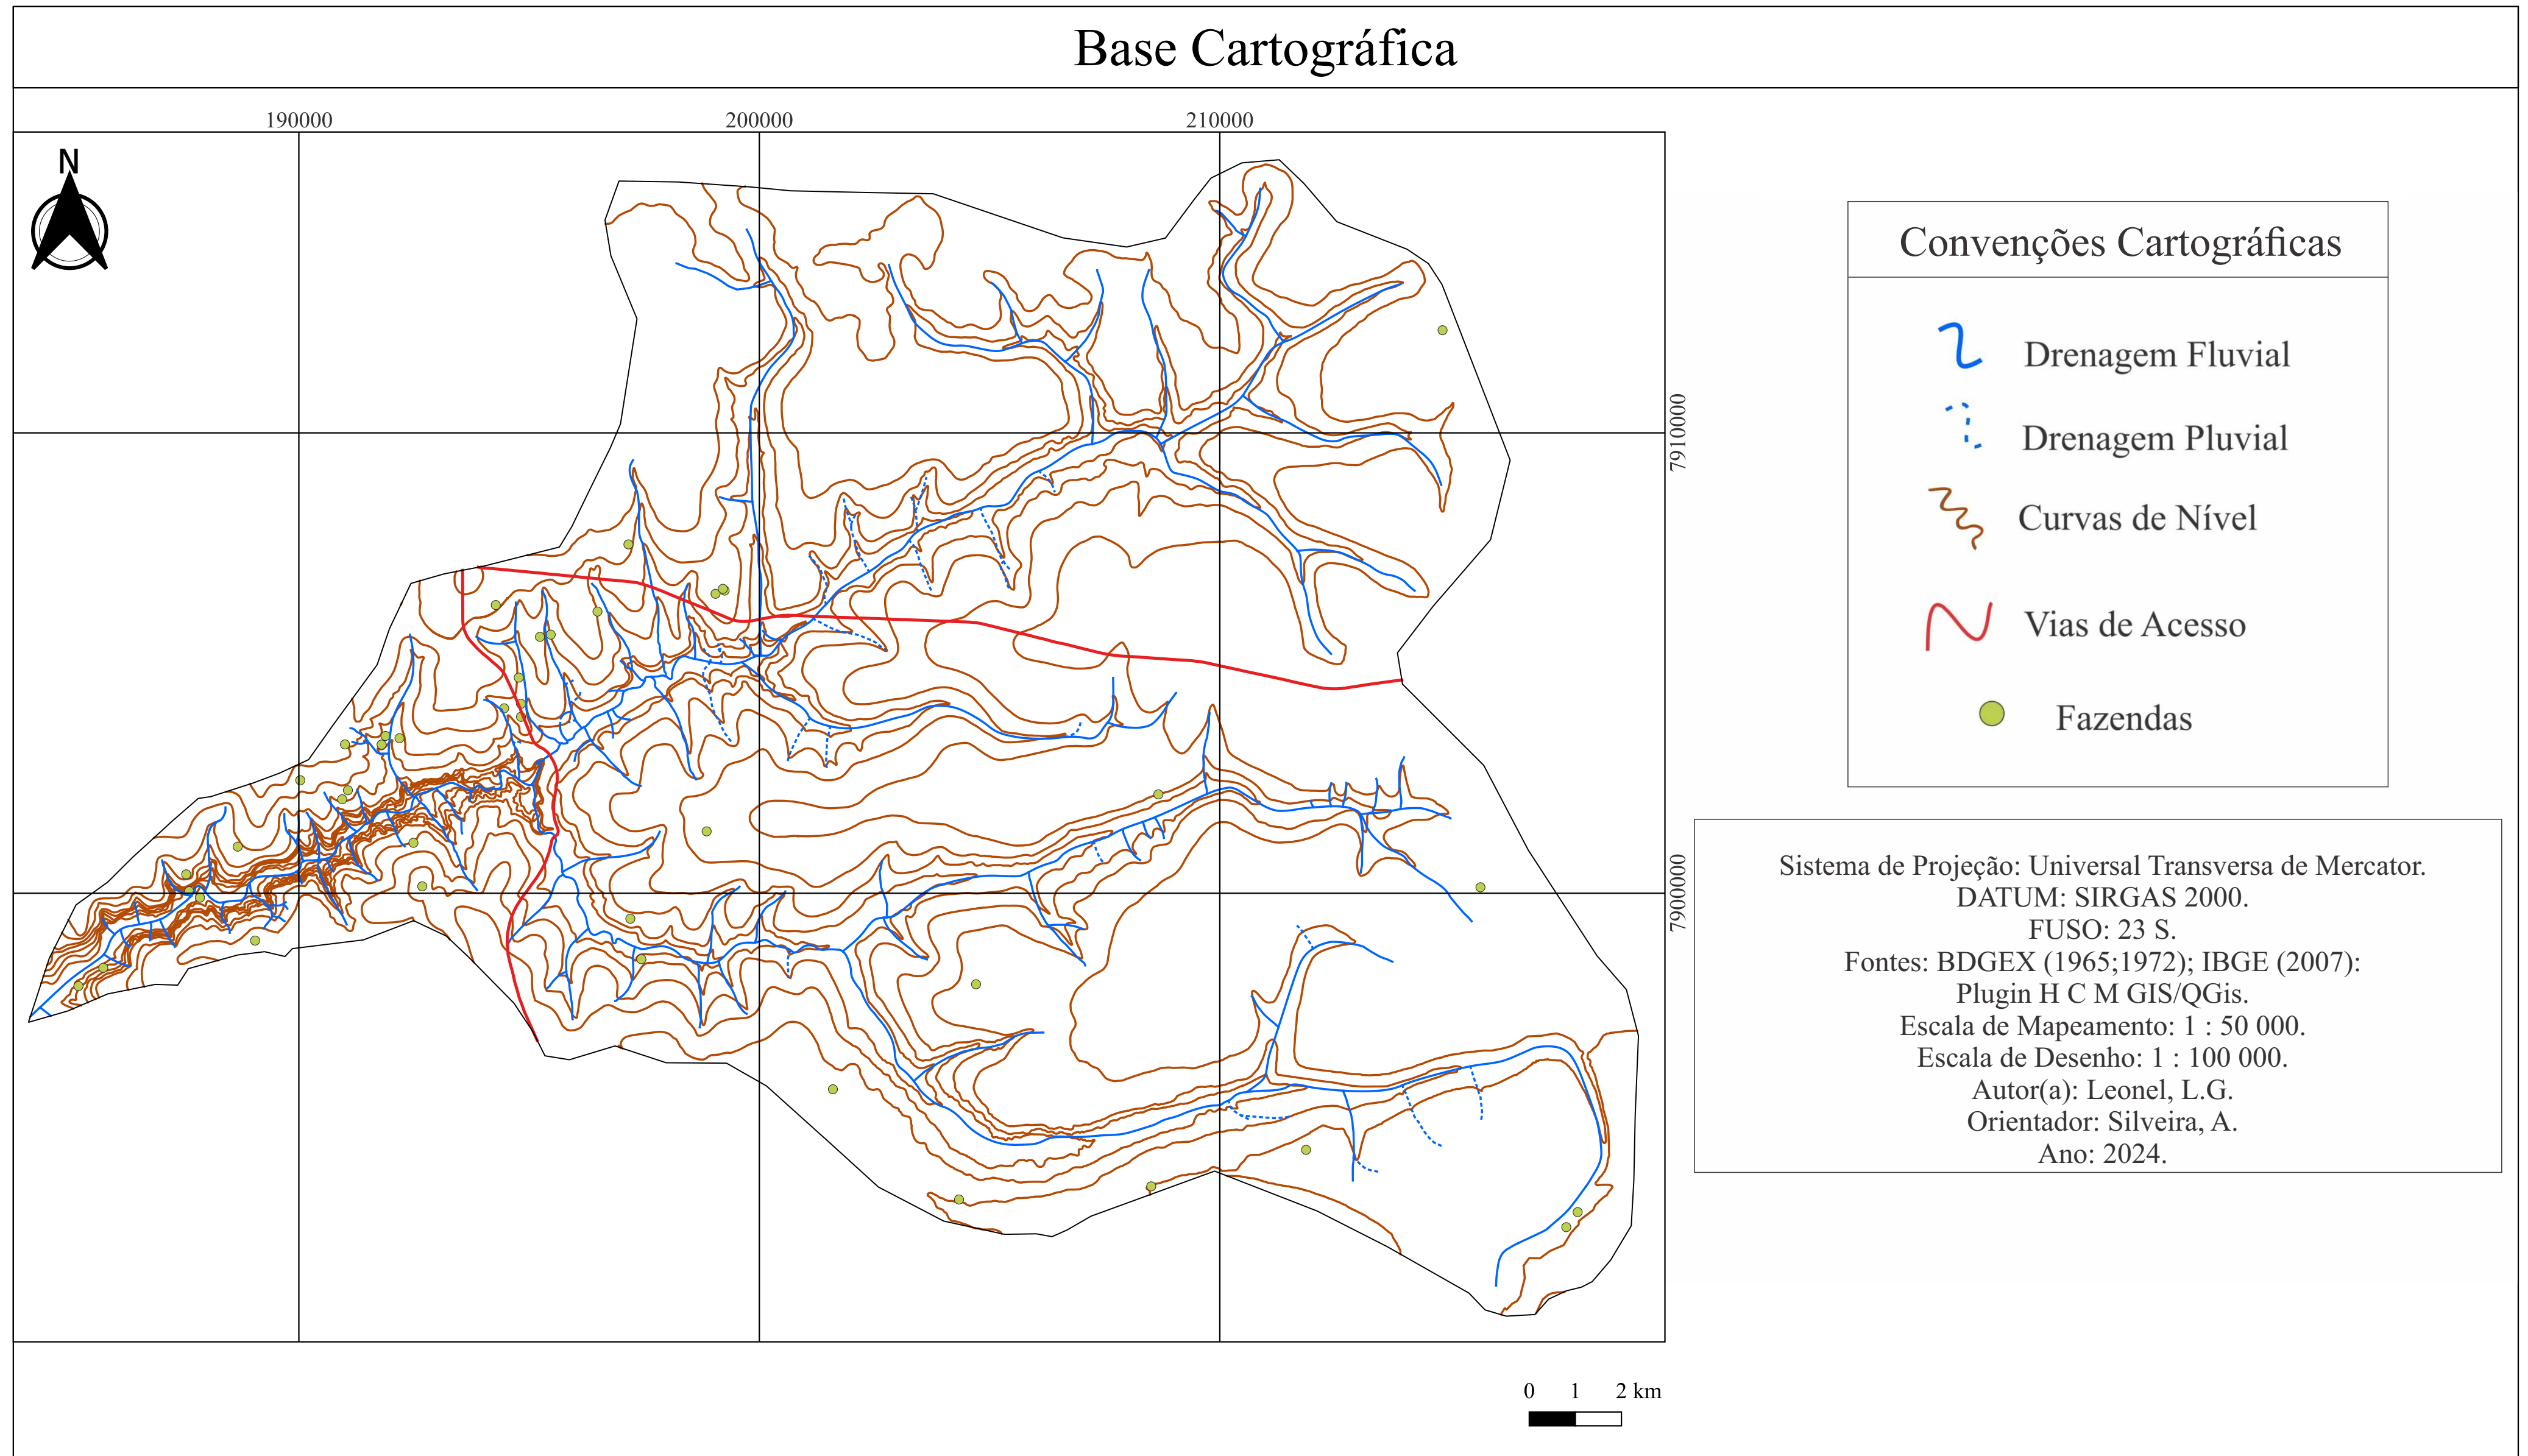 Base Cartográfica
190000
200000
210000
N
7910000
7900000
Convenções Cartográficas
Drenagem Fluvial
Drenagem Pluvial
Curvas de Nível
Vias de Acesso
Fazendas
Sistema de Projeção: Universal Transversa de Mercator.
DATUM: SIRGAS 2000.
FUSO: 23 S.
Fontes: BDGEX (1965;1972); IBGE (2007):
Plugin H C M GIS/QGis.
Escala de Mapeamento: 1 : 50 000.
Escala de Desenho: 1 : 100 000.
Autor(a): Leonel, L.G.
Orientador: Silveira, A.
Ano: 2024.
0 1 2 km